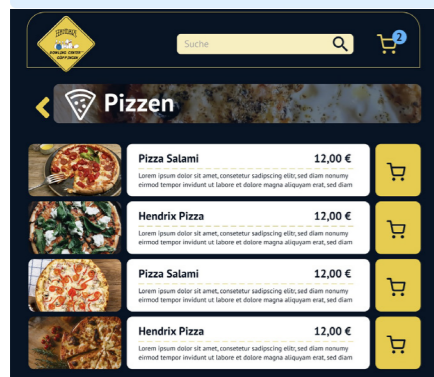 Suche
2
BOWLING CENTER
GÖPPINGEN
Pizzen
Pizza Salami 12,00 €
Lorem ipsum dolor sit amet, consetetur sadipscing elitr, sed diam nonumy
eirmod tempor invidunt ut labore et dolore magna aliquyam erat, sed diam
Hendrix Pizza 12,00 €
Lorem ipsum dolor sit amet, consetetur sadipscing elitr, sed diam nonumy
eirmod tempor invidunt ut labore et dolore magna aliquyam erat, sed diam
Pizza Salami 12,00 €
Lorem ipsum dolor sit amet, consetetur sadipscing elitr, sed diam nonumy
eirmod tempor invidunt ut labore et dolore magna aliquyam erat, sed diam
Hendrix Pizza 12,00 €
Lorem ipsum dolor sit amet, consetetur sadipscing elitr, sed diam nonumy
eirmod tempor invidunt ut labore et dolore magna aliquyam erat, sed diam